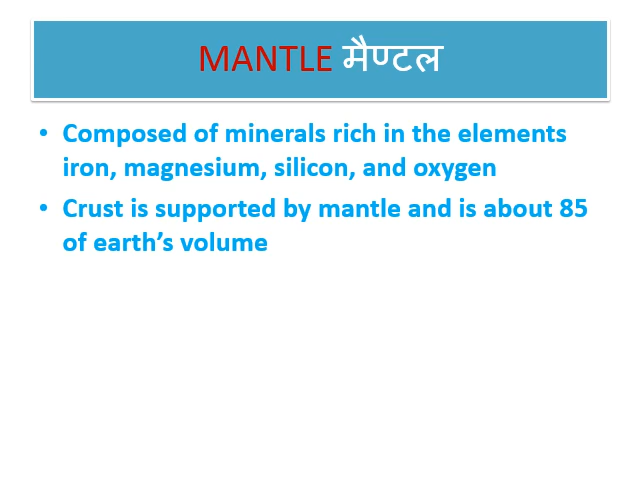 MANTLE मैण्टल
• Composed of minerals rich in the elements
iron, magnesium, silicon, and oxygen
• Crust is supported by mantle and is about 85
of earth’s volume